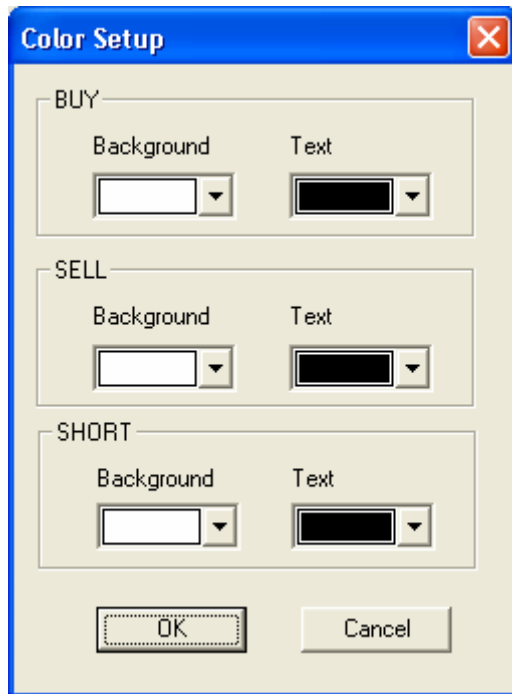 Color Setup
BUY
Background Text
SELL
Background Text
SHORT
Background Text
OK Cancel